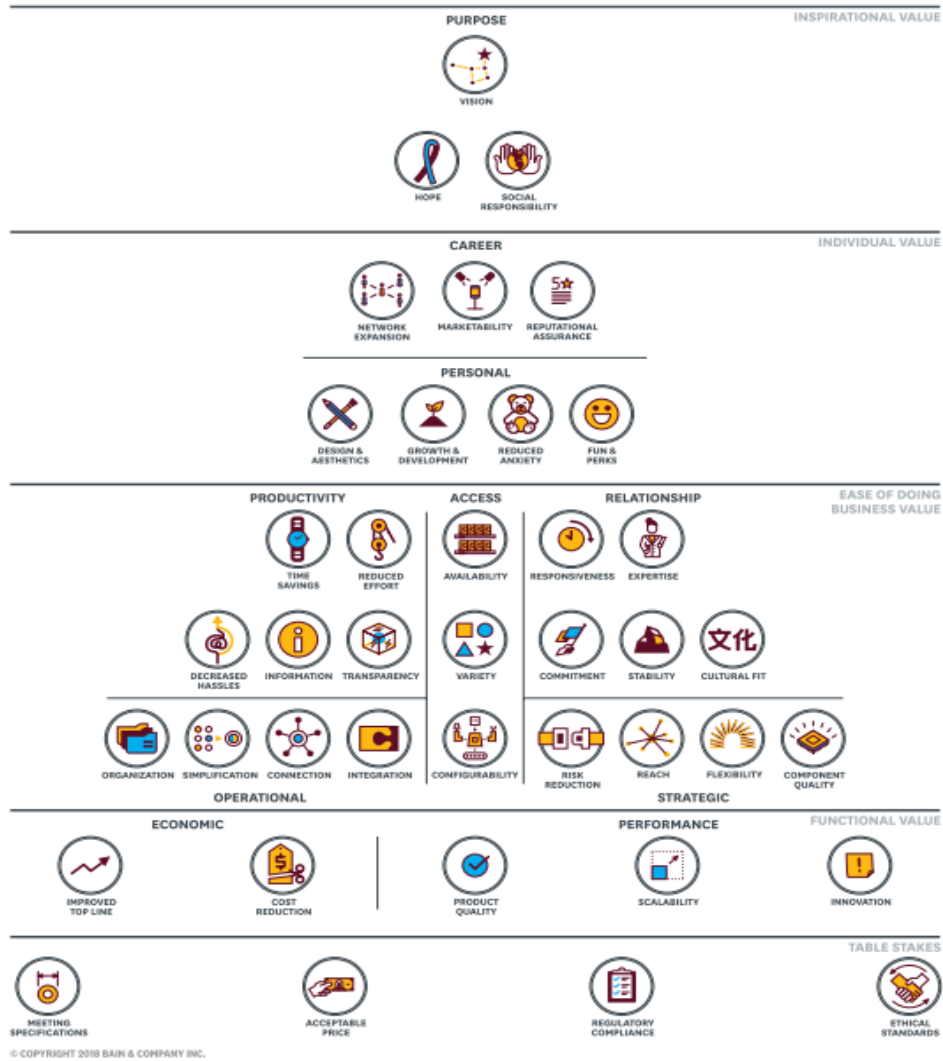 PURPOSE
INSPIRATIONAL VALUE
VISION
HOPE
SOCIAL
RESPONSIBILITY
CAREER
INDIVIDUAL VALUE
5
NETWORK
EXPANSION
MARKETABILITY
REPUTATIONAL
ASSURANCE
PERSONAL
DESIGN &
AESTHETICS
GROWTH &
DEVELOPMENT
REDUCED
ANXIETY
FUN &
PERKS
PRODUCTIVITY
ACCESS
RELATIONSHIP
EASE OF DOING
BUSINESS VALUE
TIME
SAVINGS
REDUCED
EFFORT
AVAILABILITY
RESPONSIVENESS
EXPERTISE
i
文化
DECREASED
HASSLES
INFORMATION
TRANSPARENCY
VARIETY
COMMITMENT
STABILITY
CULTURAL FIT
ORGANIZATION
SIMPLIFICATION
CONNECTION
INTEGRATION
CONFIGURABILITY
RISK
REDUCTION
REACH
FLEXIBILITY
COMPONENT
QUALITY
OPERATIONAL
STRATEGIC
ECONOMIC
PERFORMANCE
FUNCTIONAL VALUE
$
!
IMPROVED
TOP LINE
COST
REDUCTION
PRODUCT
QUALITY
SCALABILITY
INNOVATION
TABLE STAKES
MEETING
SPECIFICATIONS
ACCEPTABLE
PRICE
REGULATORY
COMPLIANCE
ETHICAL
STANDARDS
© COPYRIGHT 2018 BAIN & COMPANY INC.